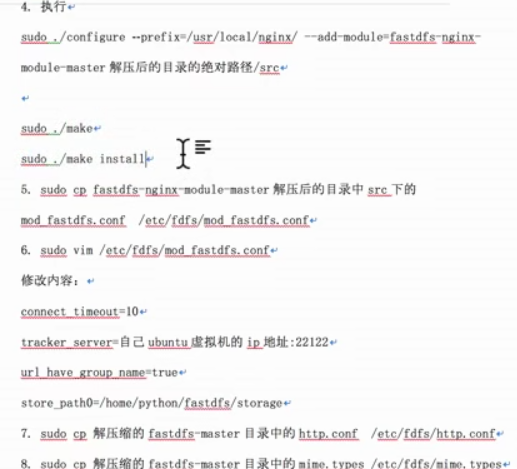 4. 执行
sudo ./configure --prefix=/usr/local/nginx/ --add-module=fastdfs-nginx-
module-master 解压后的目录的绝对路径/src
sudo ./make
sudo ./make install
5. sudo cp fastdfs-nginx-module-master 解压后的目录中 src 下的
mod_fastdfs.conf /etc/fdfs/mod_fastdfs.conf
6. sudo vim /etc/fdfs/mod_fastdfs.conf
修改内容：
connect_timeout=10
tracker_server=自己 ubuntu 虚拟机的 ip 地址:22122
url_have_group_name=true
store_path0=/home/python/fastdfs/storage
7. sudo cp 解压缩的 fastdfs-master 目录中的 http.conf /etc/fdfs/http.conf
8. sudo cp 解压缩的 fastdfs-master 目录中的 mime.types /etc/fdfs/mime.types